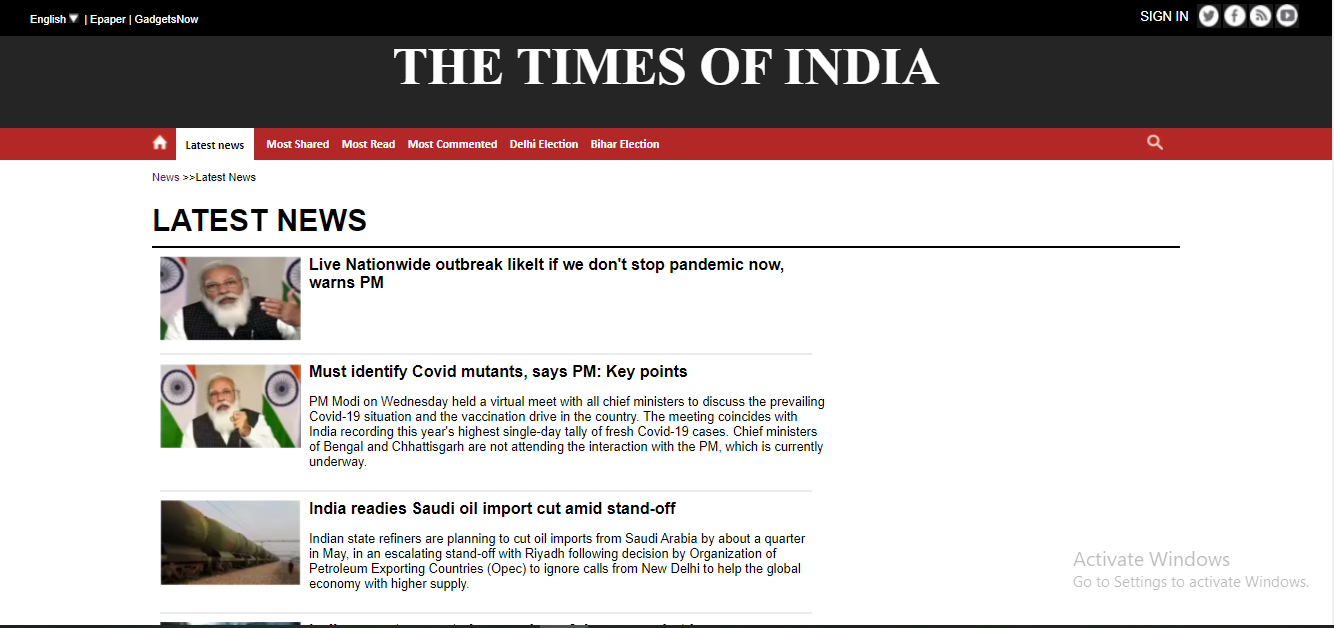 English ▼ | Epaper | GadgetsNow
SIGN IN
THE TIMES OF INDIA
Latest news Most Shared Most Read Most Commented Delhi Election Bihar Election
News >>Latest News
LATEST NEWS
Live Nationwide outbreak likelt if we don't stop pandemic now,
warns PM
Must identify Covid mutants, says PM: Key points
PM Modi on Wednesday held a virtual meet with all chief ministers to discuss the prevailing
Covid-19 situation and the vaccination drive in the country. The meeting coincides with
India recording this year's highest single-day tally of fresh Covid-19 cases. Chief ministers
of Bengal and Chhattisgarh are not attending the interaction with the PM, which is currently
underway.
India readies Saudi oil import cut amid stand-off
Indian state refiners are planning to cut oil imports from Saudi Arabia by about a quarter
in May, in an escalating stand-off with Riyadh following decision by Organization of
Petroleum Exporting Countries (Opec) to ignore calls from New Delhi to help the global
economy with higher supply.
Activate Windows
Go to Settings to activate Windows.